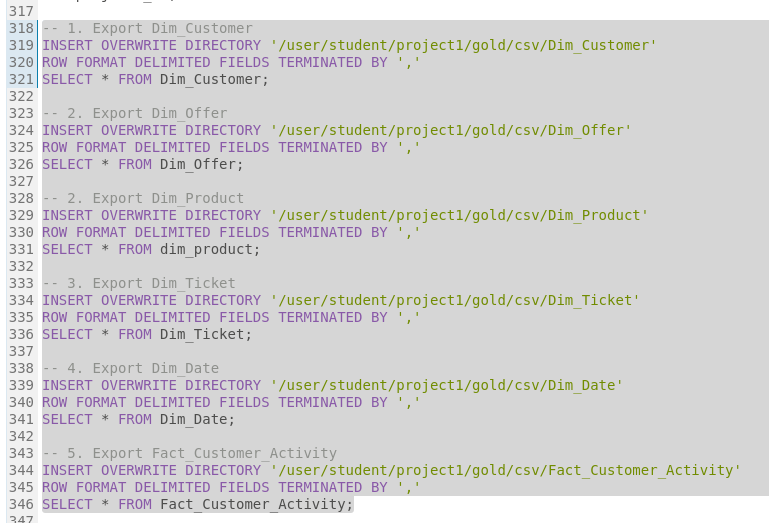 317
318 -- 1. Export Dim_Customer
319 INSERT OVERWRITE DIRECTORY '/user/student/project1/gold/csv/Dim_Customer'
320 ROW FORMAT DELIMITED FIELDS TERMINATED BY ','
321 SELECT * FROM Dim_Customer;
322
323 -- 2. Export Dim_Offer
324 INSERT OVERWRITE DIRECTORY '/user/student/project1/gold/csv/Dim_Offer'
325 ROW FORMAT DELIMITED FIELDS TERMINATED BY ','
326 SELECT * FROM Dim_Offer;
327
328 -- 2. Export Dim_Product
329 INSERT OVERWRITE DIRECTORY '/user/student/project1/gold/csv/Dim_Product'
330 ROW FORMAT DELIMITED FIELDS TERMINATED BY ','
331 SELECT * FROM dim_product;
332
333 -- 3. Export Dim_Ticket
334 INSERT OVERWRITE DIRECTORY '/user/student/project1/gold/csv/Dim_Ticket'
335 ROW FORMAT DELIMITED FIELDS TERMINATED BY ','
336 SELECT * FROM Dim_Ticket;
337
338 -- 4. Export Dim_Date
339 INSERT OVERWRITE DIRECTORY '/user/student/project1/gold/csv/Dim_Date'
340 ROW FORMAT DELIMITED FIELDS TERMINATED BY ','
341 SELECT * FROM Dim_Date;
342
343 -- 5. Export Fact_Customer_Activity
344 INSERT OVERWRITE DIRECTORY '/user/student/project1/gold/csv/Fact_Customer_Activity'
345 ROW FORMAT DELIMITED FIELDS TERMINATED BY ','
346 SELECT * FROM Fact_Customer_Activity;
347